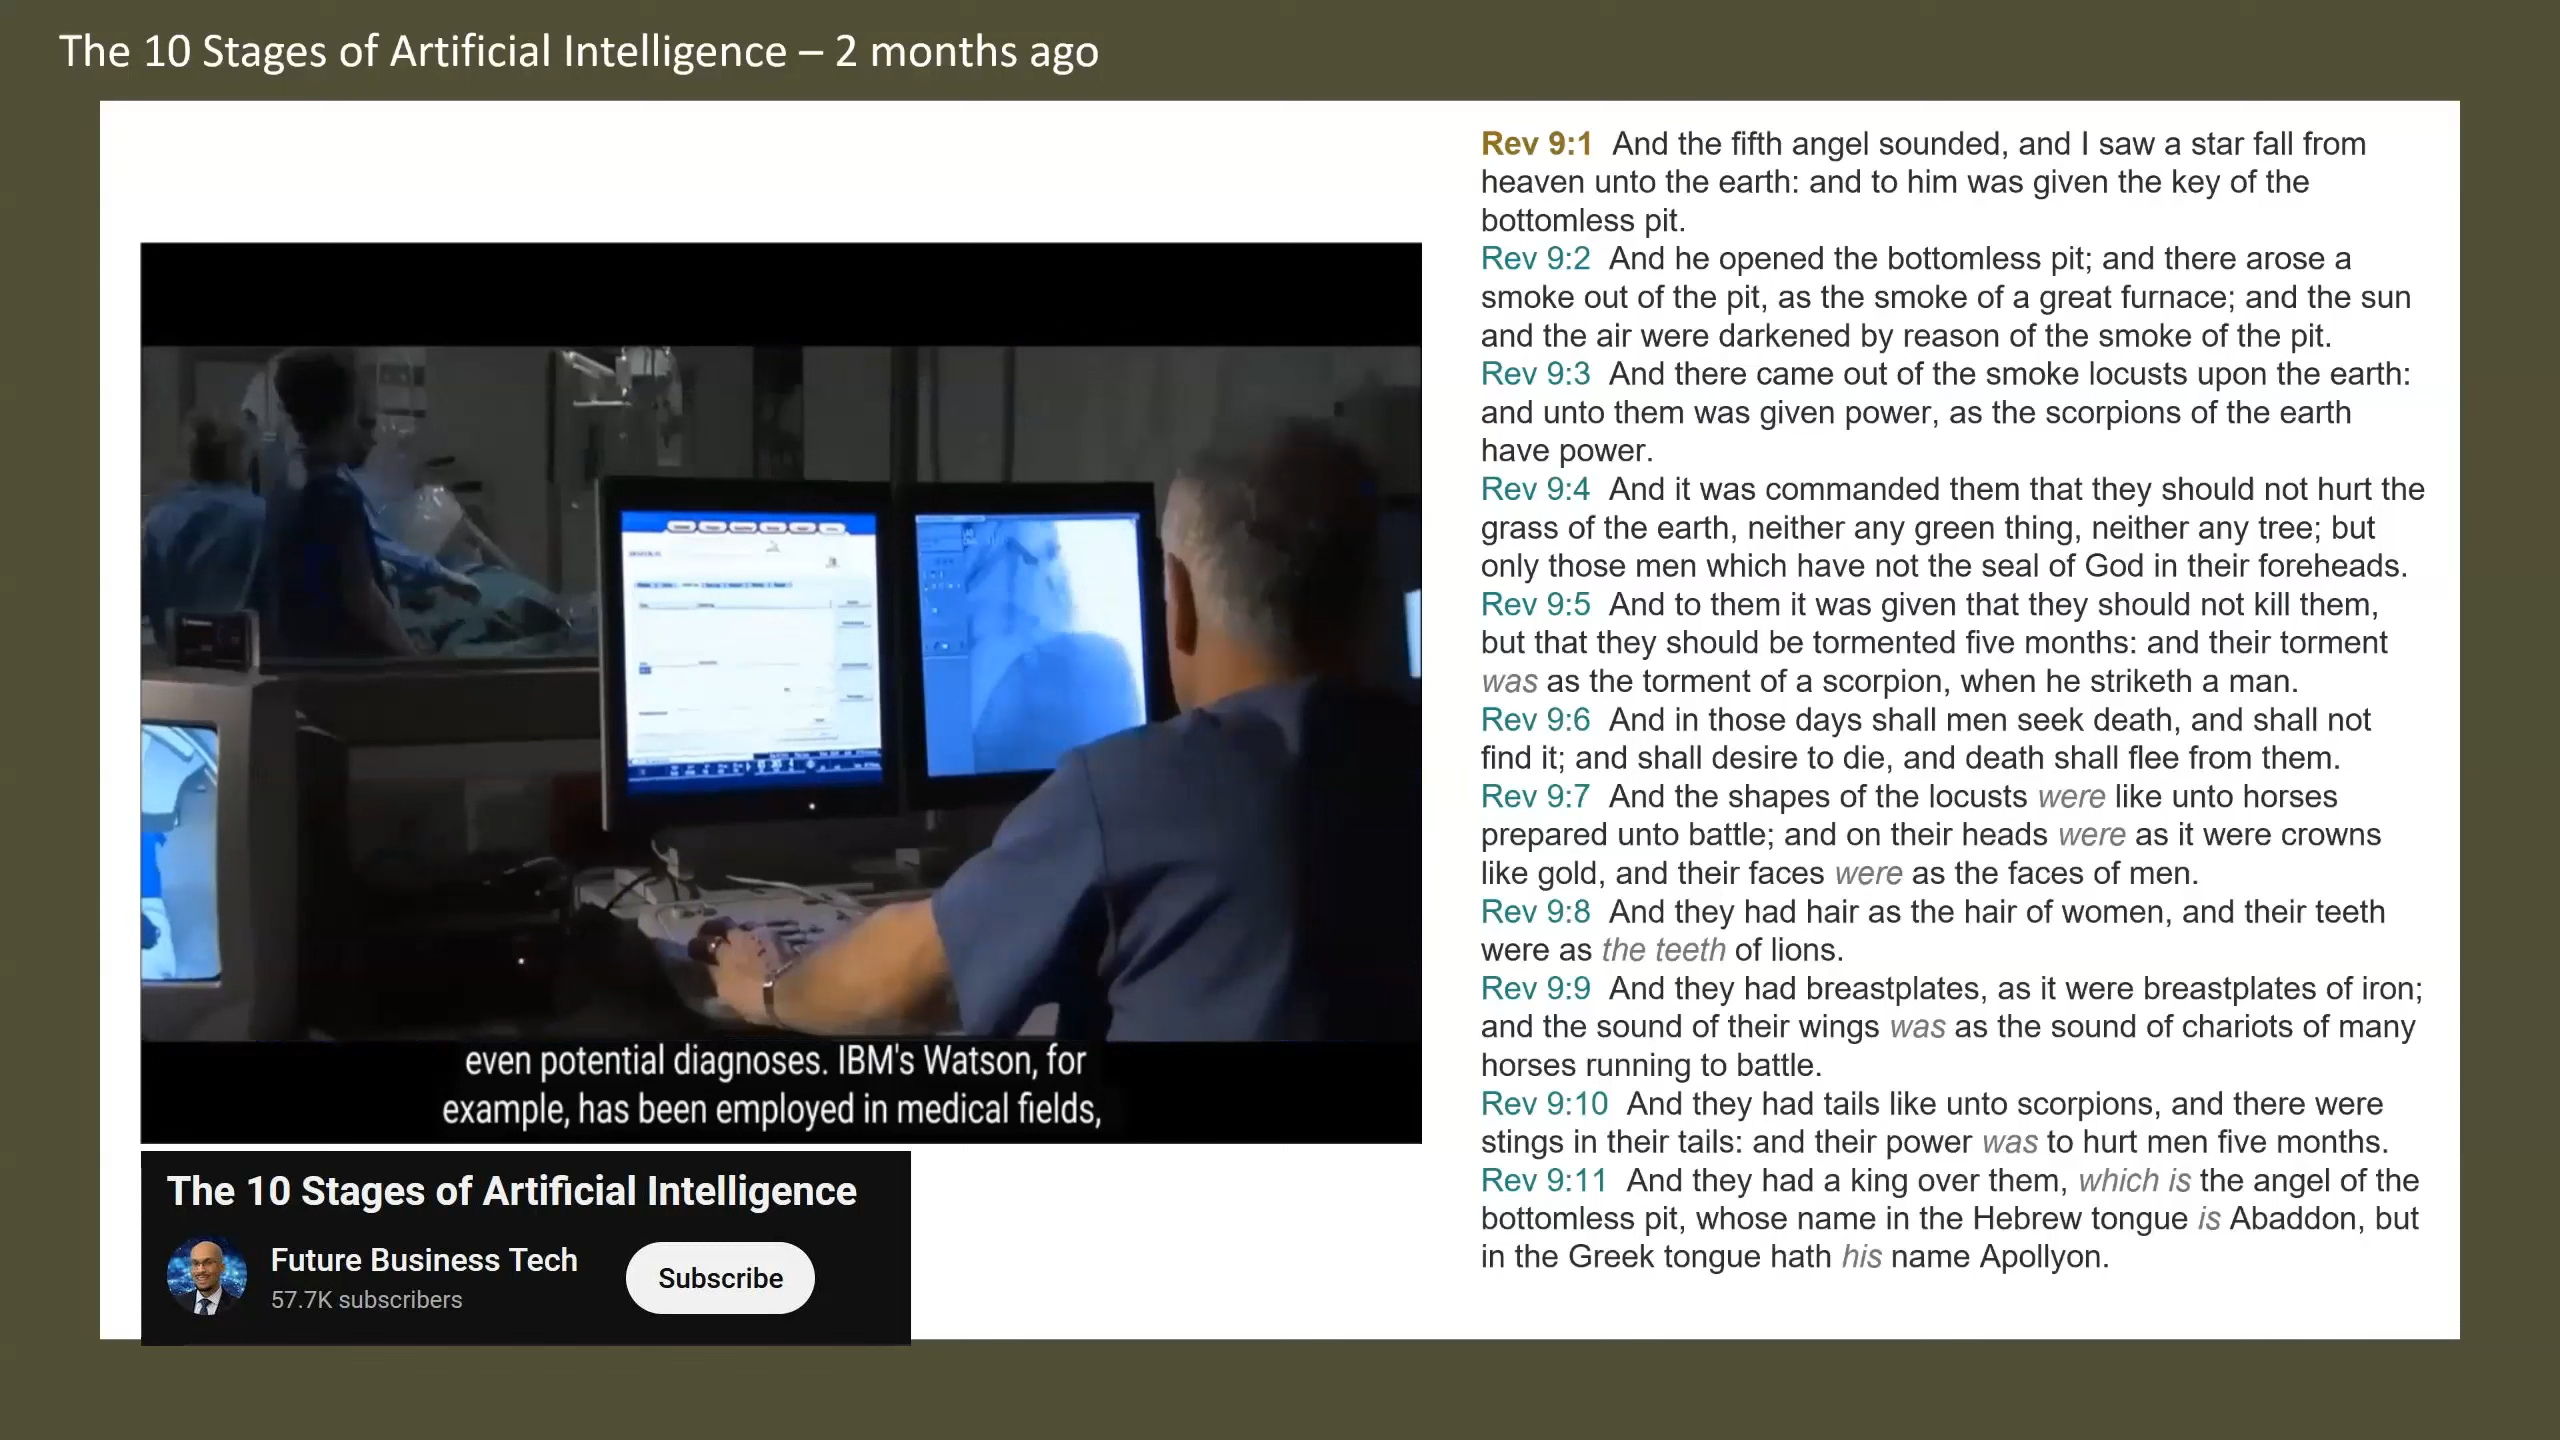 The 10 Stages of Artificial Intelligence – 2 months ago
even potential diagnoses. IBM's Watson, for
example, has been employed in medical fields,
The 10 Stages of Artificial Intelligence
Future Business Tech
57.7K subscribers
Subscribe
Rev 9:1 And the fifth angel sounded, and I saw a star fall from
heaven unto the earth: and to him was given the key of the
bottomless pit.
Rev 9:2 And he opened the bottomless pit; and there arose a
smoke out of the pit, as the smoke of a great furnace; and the sun
and the air were darkened by reason of the smoke of the pit.
Rev 9:3 And there came out of the smoke locusts upon the earth:
and unto them was given power, as the scorpions of the earth
have power.
Rev 9:4 And it was commanded them that they should not hurt the
grass of the earth, neither any green thing, neither any tree; but
only those men which have not the seal of God in their foreheads.
Rev 9:5 And to them it was given that they should not kill them,
but that they should be tormented five months: and their torment
was as the torment of a scorpion, when he striketh a man.
Rev 9:6 And in those days shall men seek death, and shall not
find it; and shall desire to die, and death shall flee from them.
Rev 9:7 And the shapes of the locusts were like unto horses
prepared unto battle; and on their heads were as it were crowns
like gold, and their faces were as the faces of men.
Rev 9:8 And they had hair as the hair of women, and their teeth
were as the teeth of lions.
Rev 9:9 And they had breastplates, as it were breastplates of iron;
and the sound of their wings was as the sound of chariots of many
horses running to battle.
Rev 9:10 And they had tails like unto scorpions, and there were
stings in their tails: and their power was to hurt men five months.
Rev 9:11 And they had a king over them, which is the angel of the
bottomless pit, whose name in the Hebrew tongue is Abaddon, but
in the Greek tongue hath his name Apollyon.